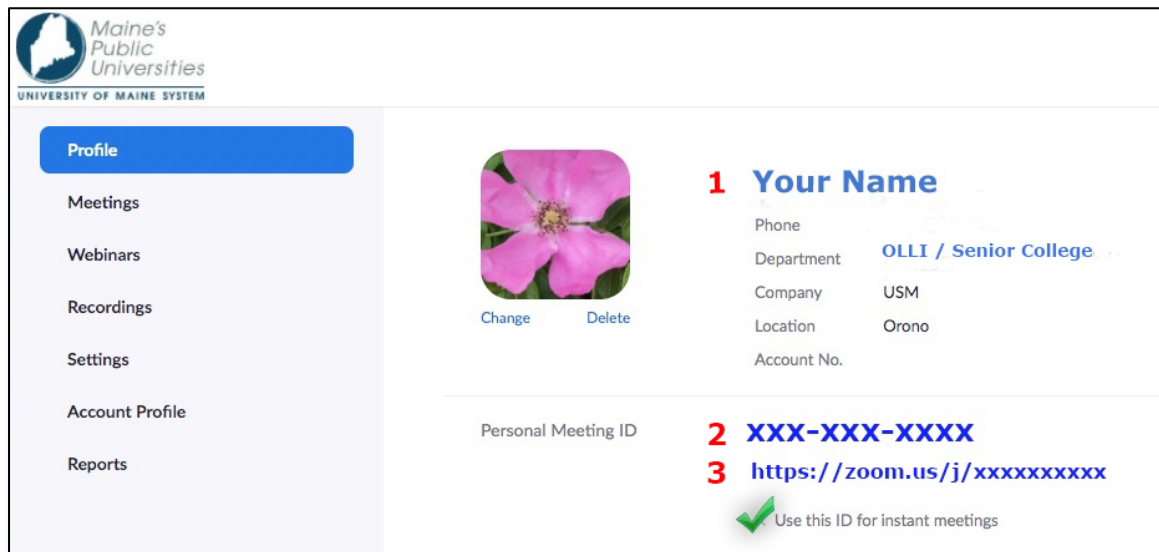 Maine's
Public
Universities
UNIVERSITY OF MAINE SYSTEM
Profile
Meetings
Webinars
Recordings
Settings
Account Profile
Reports
Change Delete
1 Your Name
Phone
Department OLLI / Senior College
Company USM
Location Orono
Account No.
Personal Meeting ID 2 xxx-xxx-xxxx
3 https://zoom.us/j/xxxxxxxxxx
Use this ID for instant meetings